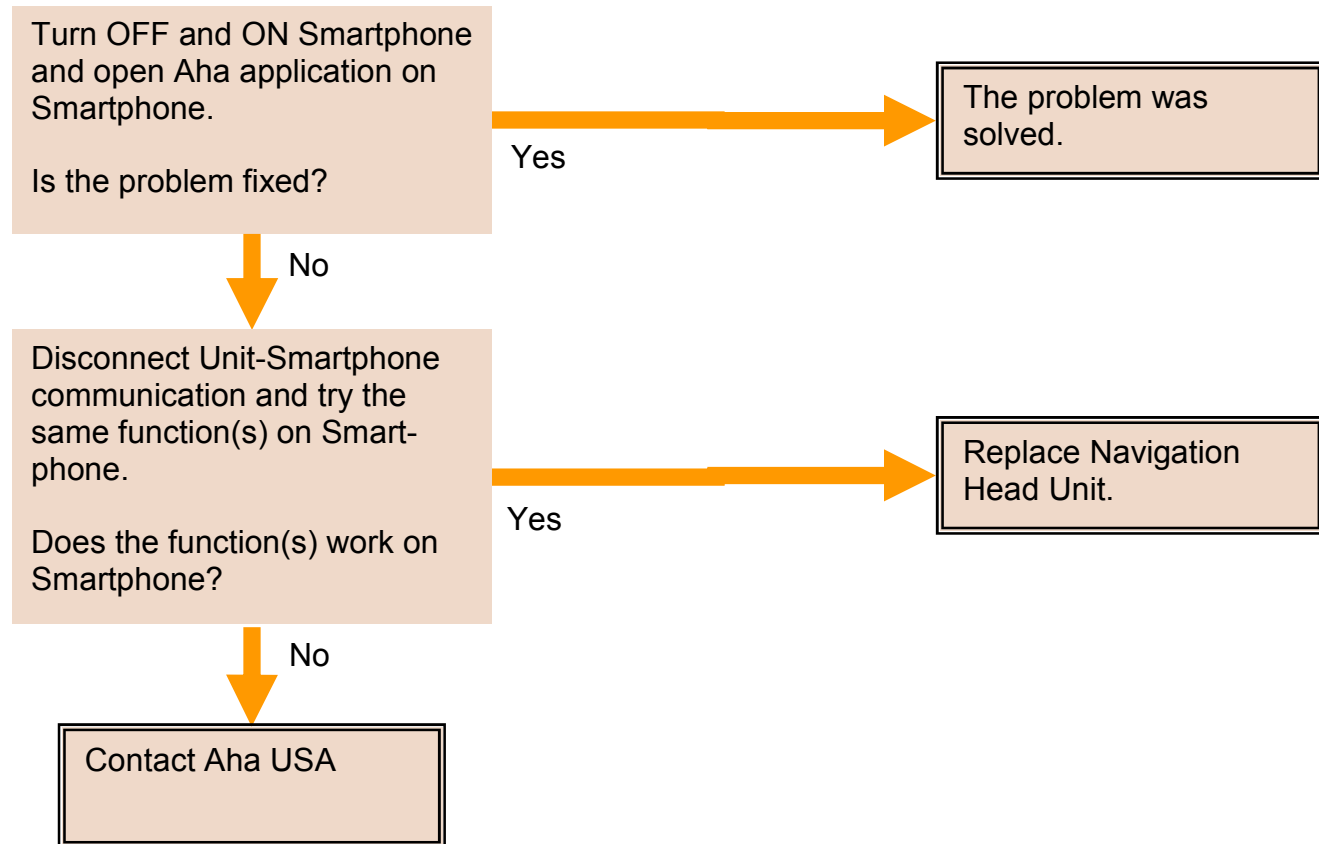 Turn OFF and ON Smartphone
and open Aha application on
Smartphone.
Is the problem fixed?
Yes
The problem was
solved.
No
Disconnect Unit-Smartphone
communication and try the
same function(s) on Smart-
phone.
Does the function(s) work on
Smartphone?
Yes
Replace Navigation
Head Unit.
No
Contact Aha USA